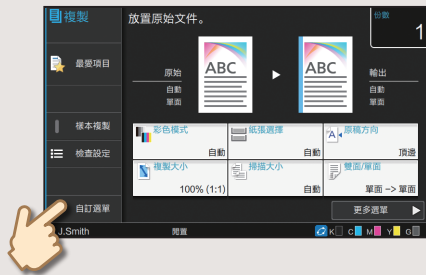 複製
放置原始文件。
份數
1
最愛項目
原始
自動
單面
ABC
ABC
輸出
自動
單面
樣本複製
檢查設定
自訂選單
彩色模式
自動
紙張選擇
自動
原稿方向
頂邊
複製大小
100% (1:1)
掃描大小
自動
雙面/單面
單面 -> 單面
更多選單
J.Smith
閒置
K C M Y G